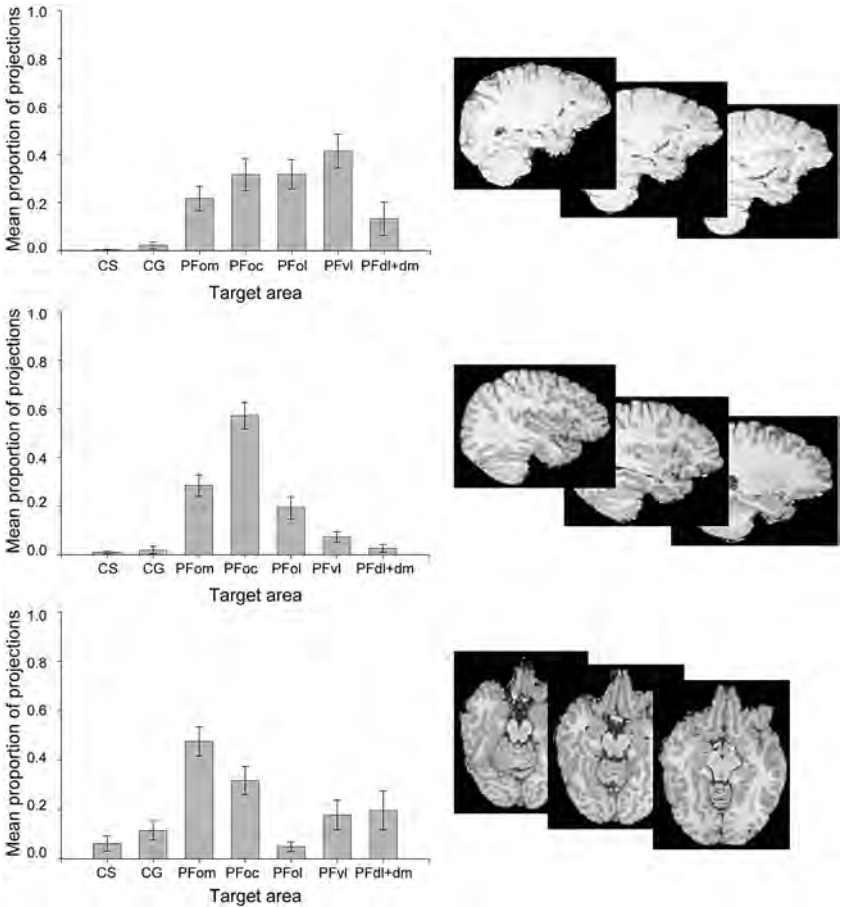 Mean proportion of projections
1.0
0.8
0.6
0.4
0.2
0.0
CS CG PFom PFoc PFol PFvl PFdl+dm
Target area
Mean proportion of projections
1.0
0.8
0.6
0.4
0.2
0.0
CS CG PFom PFoc PFol PFvl PFdl+dm
Target area
Mean proportion of projections
1.0
0.8
0.6
0.4
0.2
0.0
CS CG PFom PFoc PFol PFvl PFdl+dm
Target area